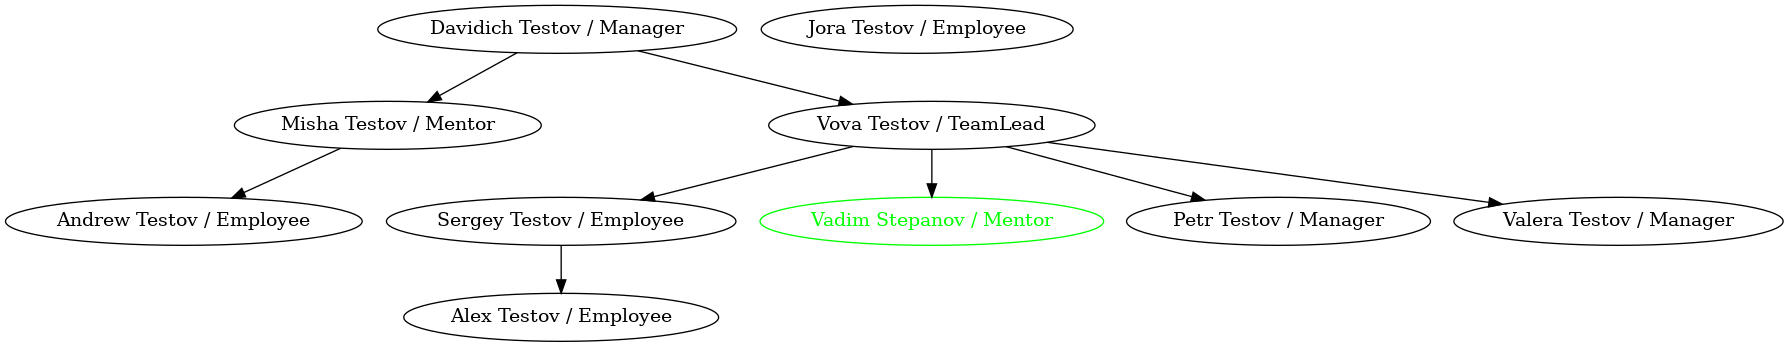 Davidich Testov / Manager
Jora Testov / Employee
Misha Testov / Mentor
Vova Testov / TeamLead
Andrew Testov / Employee
Sergey Testov / Employee
Vadim Stepanov / Mentor
Petr Testov / Manager
Valera Testov / Manager
Alex Testov / Employee